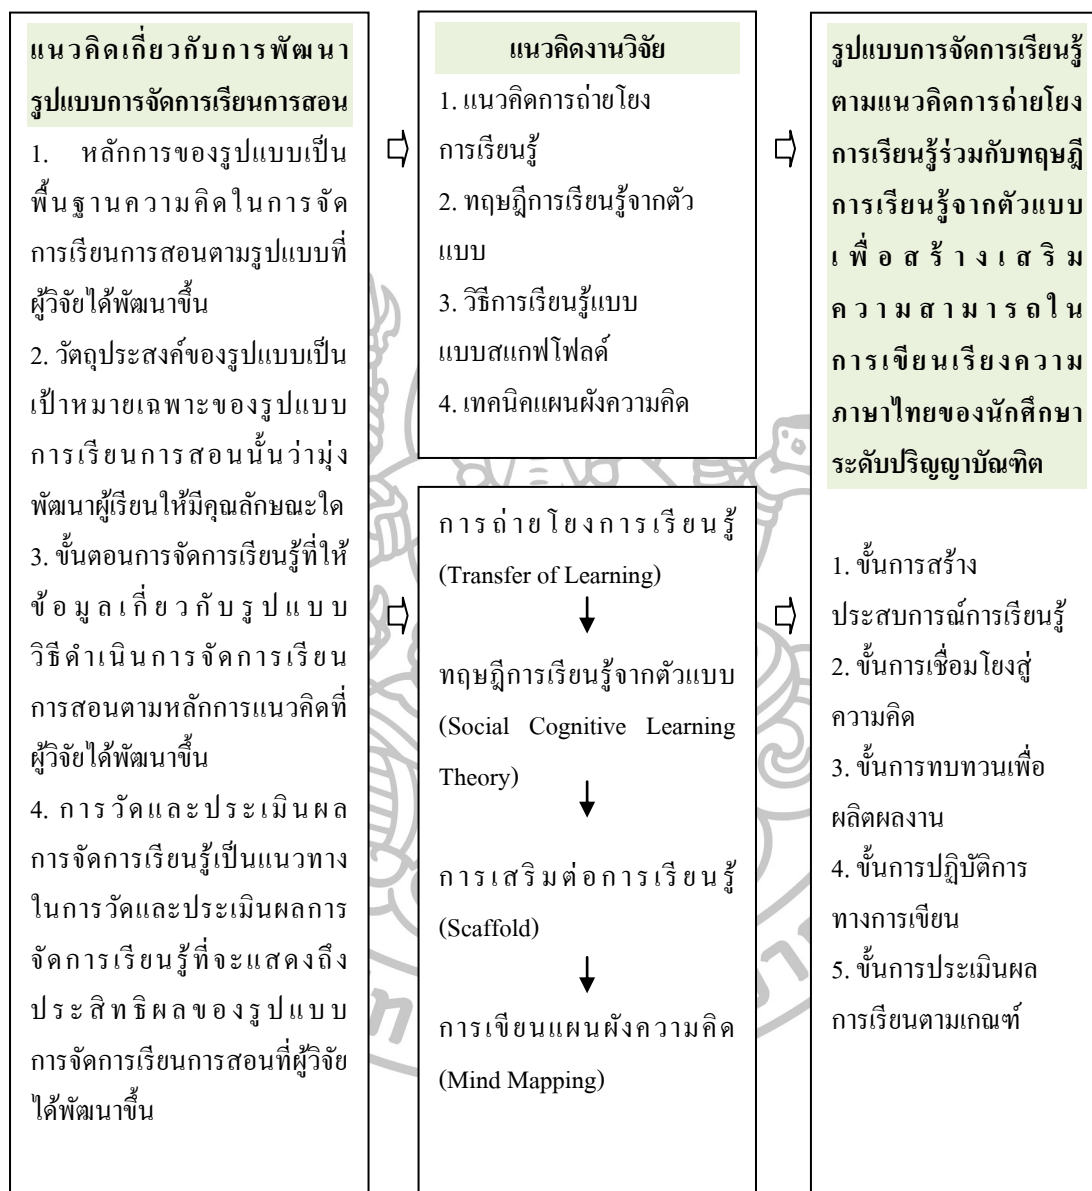 แนวคิดเกี่ยวกับการพัฒนา
รูปแบบการจัดการเรียนการสอน
1. หลักการของรูปแบบเป็น
พื้นฐานความคิดในการจัด
การเรียนการสอนตามรูปแบบที่
ผู้วิจัยได้พัฒนาขึ้น
2. วัตถุประสงค์ของรูปแบบเป็น
เป้าหมายเฉพาะของรูปแบบ
การเรียนการสอนนั้นว่ามุ่ง
พัฒนาผู้เรียนให้มีคุณลักษณะใด
3. ขั้นตอนการจัดการเรียนรู้ที่ให้
ข้อมูลเกี่ยวกับรูปแบบ
วิธีดำเนินการจัดการเรียน
การสอนตามหลักการแนวคิดที่
ผู้วิจัยได้พัฒนาขึ้น
4. การวัดและประเมินผล
การจัดการเรียนรู้เป็นแนวทาง
ในการวัดและประเมินผลการ
จัดการเรียนรู้ที่จะแสดงถึง
ประสิทธิผลของรูปแบบ
การจัดการเรียนการสอนที่ผู้วิจัย
ได้พัฒนาขึ้น
แนวคิดงานวิจัย
1. แนวคิดการถ่ายโยง
การเรียนรู้
2. ทฤษฎีการเรียนรู้จากตัว
แบบ
3. วิธีการเรียนรู้แบบ
แบบสแกฟโฟลด์
4. เทคนิคแผนผังความคิด
การถ่ายโยงการเรียนรู้
(Transfer of Learning)
ทฤษฎีการเรียนรู้จากตัวแบบ
(Social Cognitive Learning
Theory)
การเสริมต่อการเรียนรู้
(Scaffold)
การเขียนแผนผังความคิด
(Mind Mapping)
รูปแบบการจัดการเรียนรู้
ตามแนวคิดการถ่ายโยง
การเรียนรู้ร่วมกับทฤษฎี
การเรียนรู้จากตัวแบบ
เพื่อสร้างเสริม
ความสามารถใน
การเขียนเรียงความ
ภาษาไทยของนักศึกษา
ระดับปริญญาบัณฑิต
1. ขั้นการสร้าง
ประสบการณ์การเรียนรู้
2. ขั้นการเชื่อมโยงสู่
ความคิด
3. ขั้นการทบทวนเพื่อ
ผลิตผลงาน
4. ขั้นการปฏิบัติการ
ทางการเขียน
5. ขั้นการประเมินผล
การเรียนตามเกณฑ์